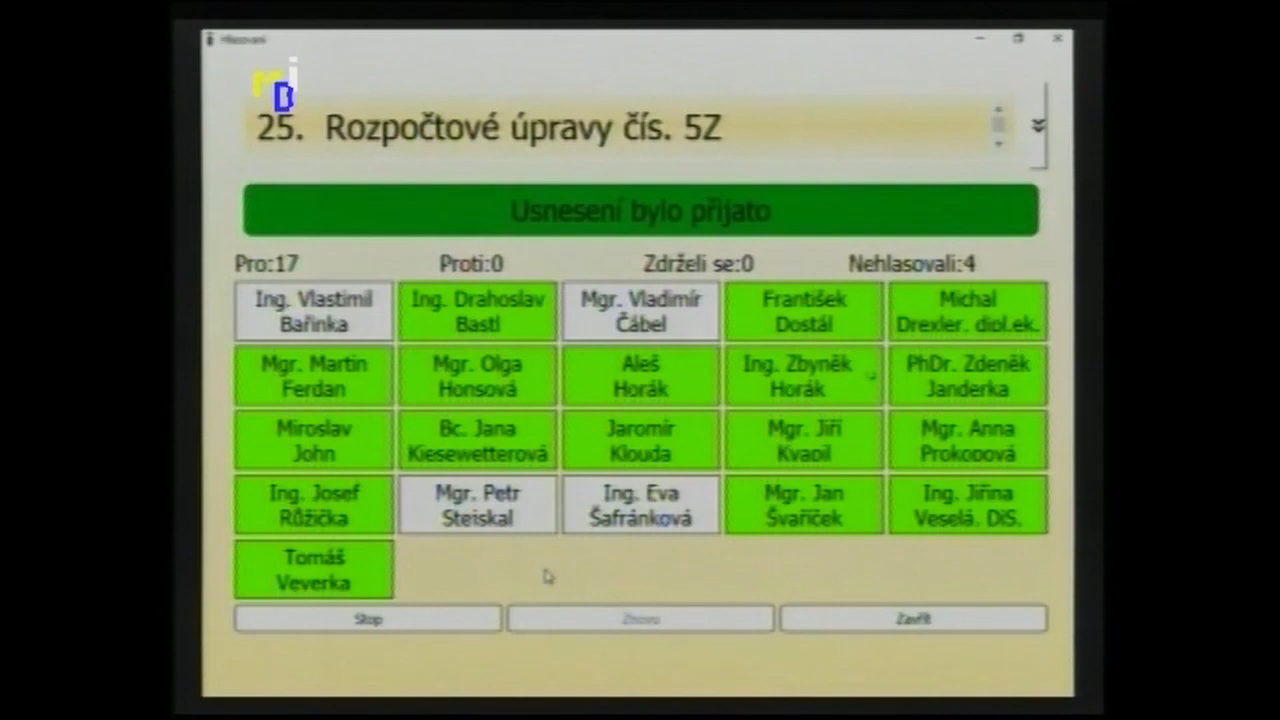 Hlasovaní
25. Rozpočtové úpravy čís. 5Z
Usnesení bylo přijato
Pro:17 Proti:0 Zdrželi se:0 Nehlasovali:4
Ing. Vlastimil Bařinka
Ing. Drahoslav Bastl
Mgr. Vladimír Čábel
František Dostál
Michal Drexler. dipl.ek.
Mgr. Martin Ferdan
Mgr. Olga Honsová
Aleš Horák
Ing. Zbyněk Horák
PhDr. Zdeněk Janderka
Miroslav John
Bc. Jana Kiesewetterová
Jaromír Klouda
Mgr. Jiří Kvapil
Mgr. Anna Prokopová
Ing. Josef Růžička
Mgr. Petr Stejskal
Ing. Eva Šafránková
Mgr. Jan Švaříček
Ing. Jiřina Veselá. DiS.
Tomáš Veverka
Stop Znovu Zavřít